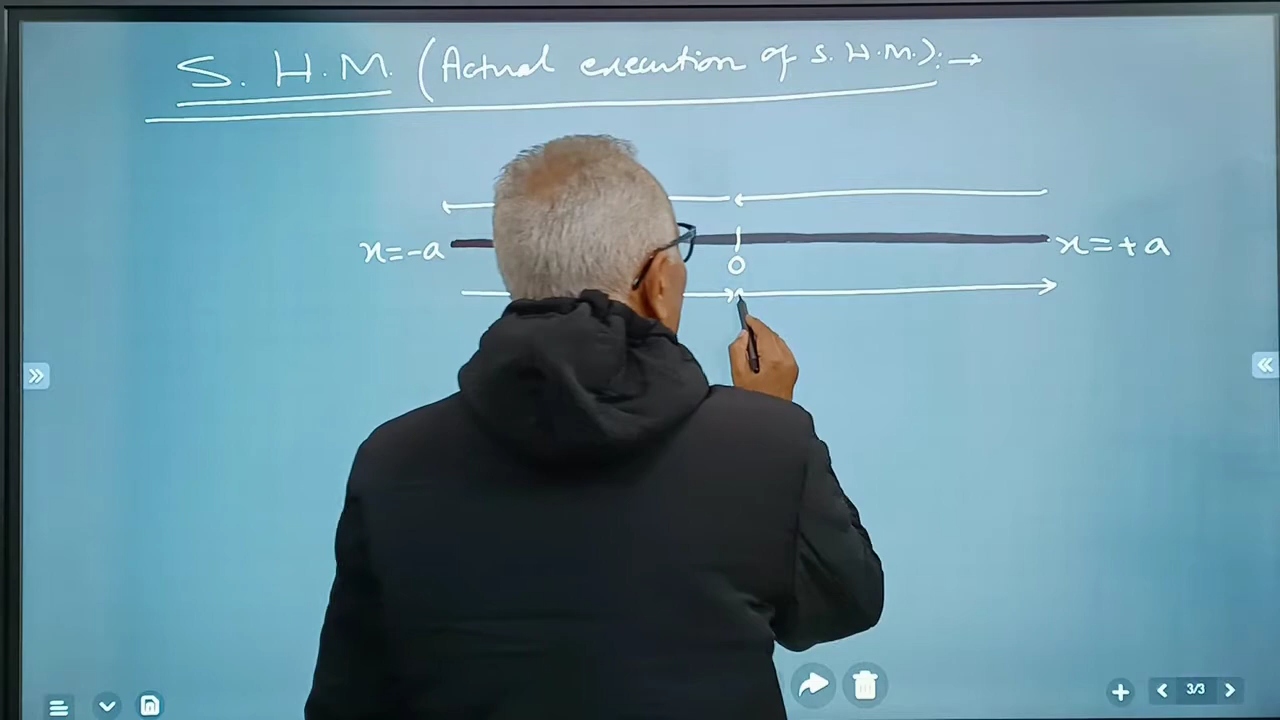 S. H. M. (Actual execution of S. H. M.) :→
x = -a
O
x = + a
3/3